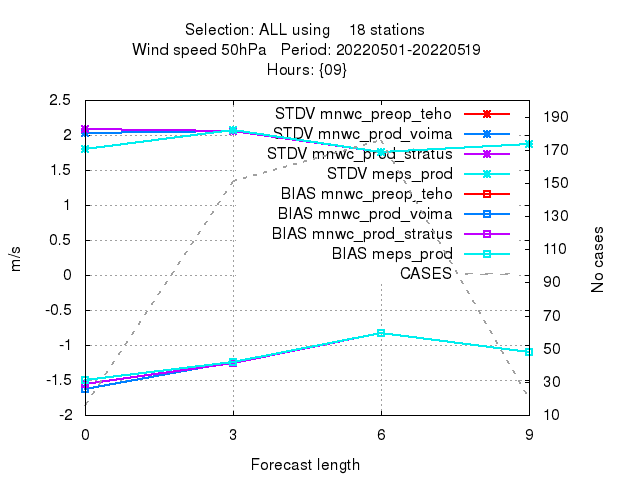 Selection: ALL using 18 stations
Wind speed 50hPa Period: 20220501-20220519
Hours: {09}
STDV mnwc_preop_teho
STDV mnwc_prod_voima
STDV mnwc_prod_stratus
STDV meps_prod
BIAS mnwc_preop_teho
BIAS mnwc_prod_voima
BIAS mnwc_prod_stratus
BIAS meps_prod
CASES
2.5
2
1.5
1
0.5
0
-0.5
-1
-1.5
-2
m/s
190
170
150
130
110
90
70
50
30
10
No cases
0 3 6 9
Forecast length